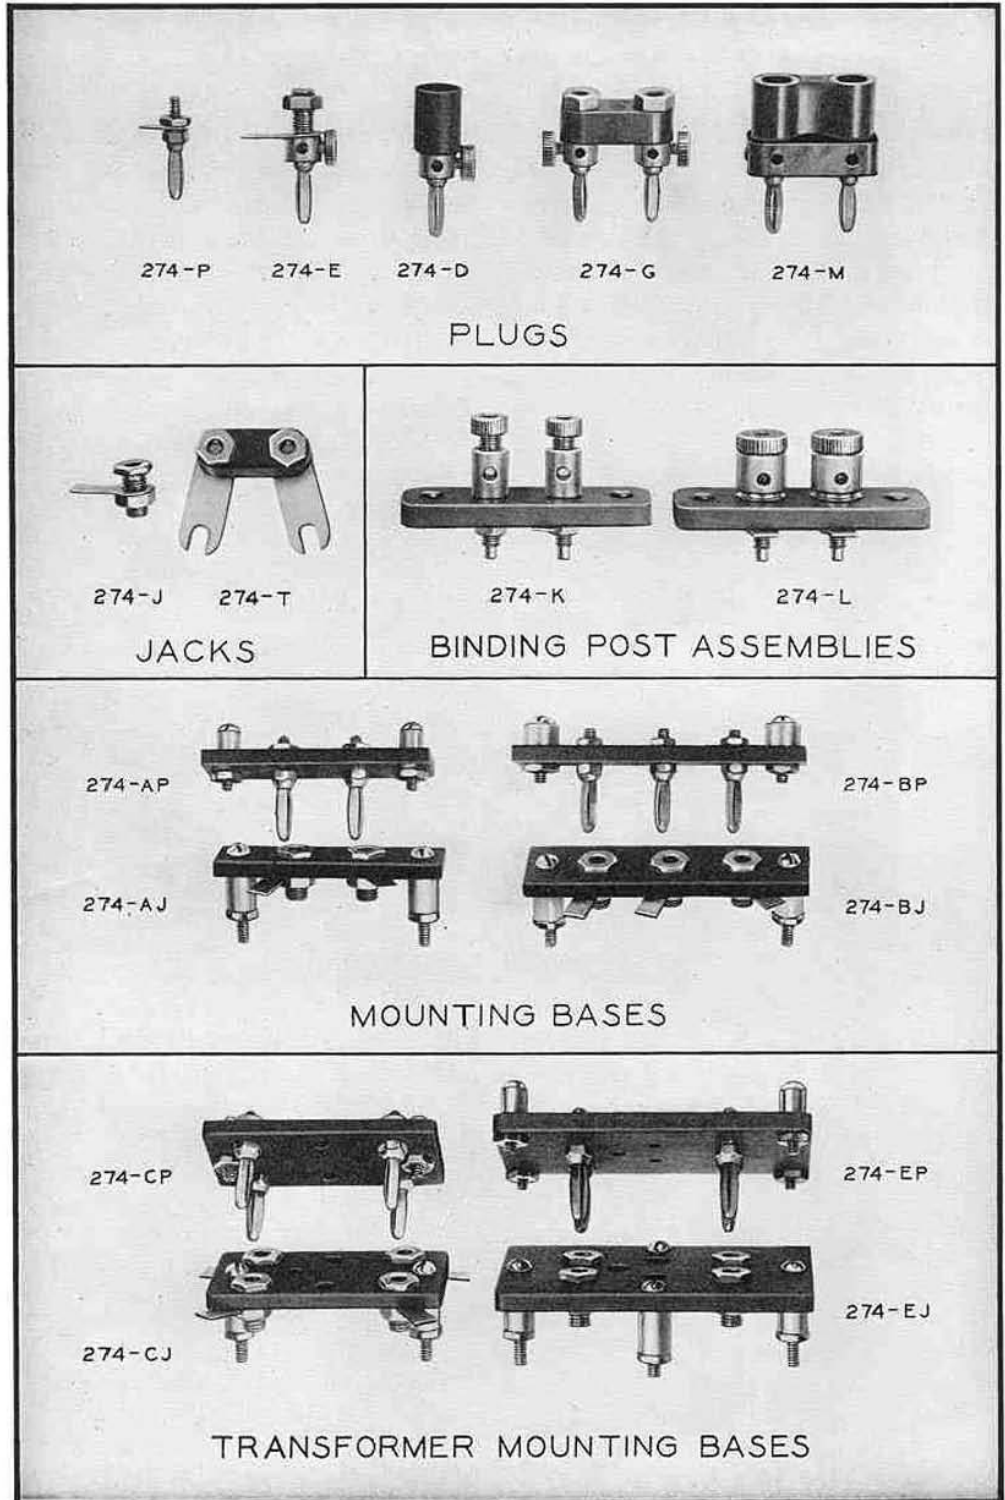 274-P 274-E 274-D 274-G 274-M
PLUGS
274-J 274-T
JACKS
274-K 274-L
BINDING POST ASSEMBLIES
274-AP
274-BP
274-AJ
274-BJ
MOUNTING BASES
274-CP
274-EP
274-CJ
274-EJ
TRANSFORMER MOUNTING BASES